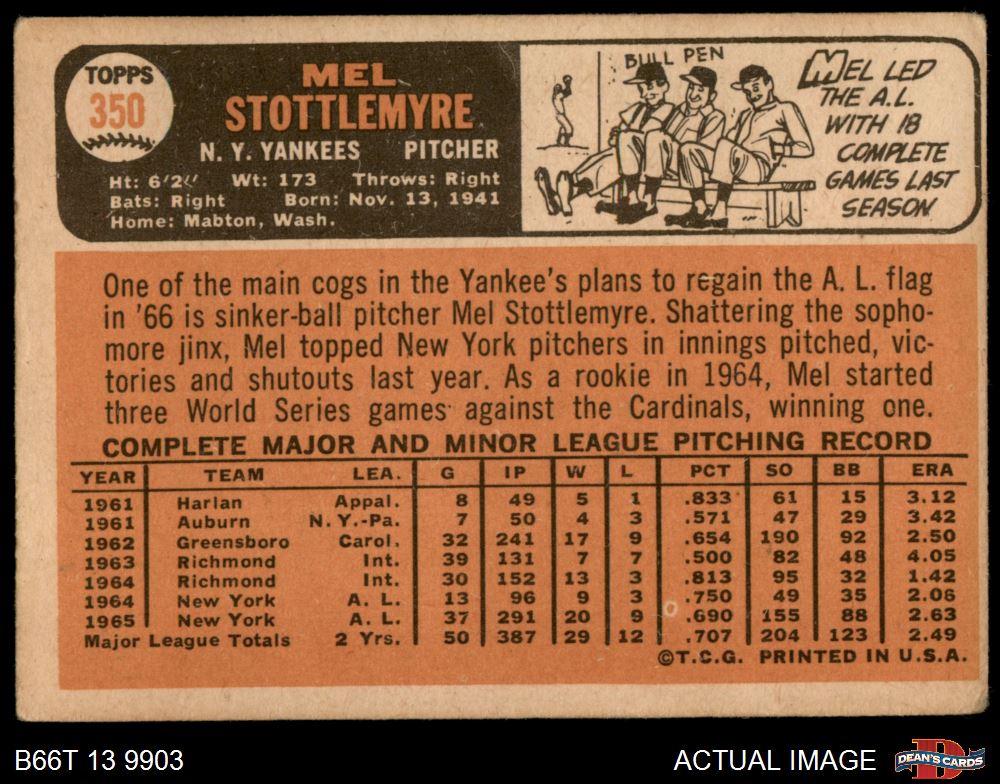 TOPPS
350
MEL
STOTTLEMYRE
N. Y. YANKEES PITCHER
Ht: 6'2" Wt: 173 Throws: Right
Bats: Right Born: Nov. 13, 1941
Home: Mabton, Wash.
BULL PEN
MEL LED
THE A.L.
WITH 18
COMPLETE
GAMES LAST
SEASON
One of the main cogs in the Yankee's plans to regain the A. L. flag
in '66 is sinker-ball pitcher Mel Stottlemyre. Shattering the sopho-
more jinx, Mel topped New York pitchers in innings pitched, vic-
tories and shutouts last year. As a rookie in 1964, Mel started
three World Series games against the Cardinals, winning one.
COMPLETE MAJOR AND MINOR LEAGUE PITCHING RECORD
YEAR TEAM LEA. G IP W L PCT SO BB ERA
1961 Harlan Appal. 8 49 5 1 .833 61 15 3.12
1961 Auburn N.Y.-Pa. 7 50 4 3 .571 47 29 3.42
1962 Greensboro Carol. 32 241 17 9 .654 190 92 2.50
1963 Richmond Int. 39 131 7 7 .500 82 48 4.05
1964 Richmond Int. 30 152 13 3 .813 95 32 1.42
1964 New York A. L. 13 96 9 3 .750 49 35 2.06
1965 New York A. L. 37 291 20 9 .690 155 88 2.63
Major League Totals 2 Yrs. 50 387 29 12 .707 204 123 2.49
©T.C.G. PRINTED IN U.S.A.
B66T 13 9903 ACTUAL IMAGE
D
DEAN'S CARDS